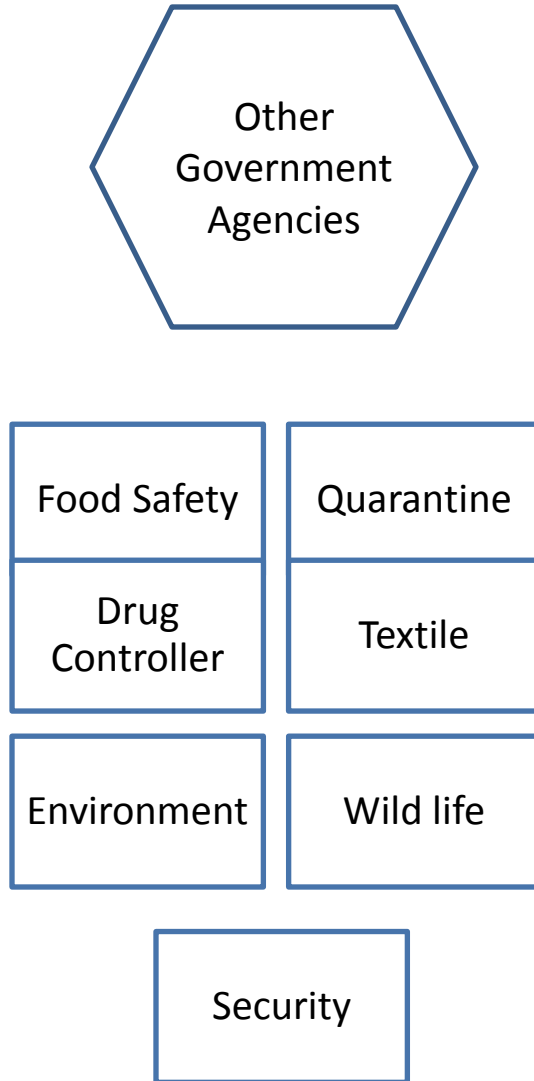 Other
Government
Agencies
Food Safety
Quarantine
Drug
Controller
Textile
Environment
Wild life
Security